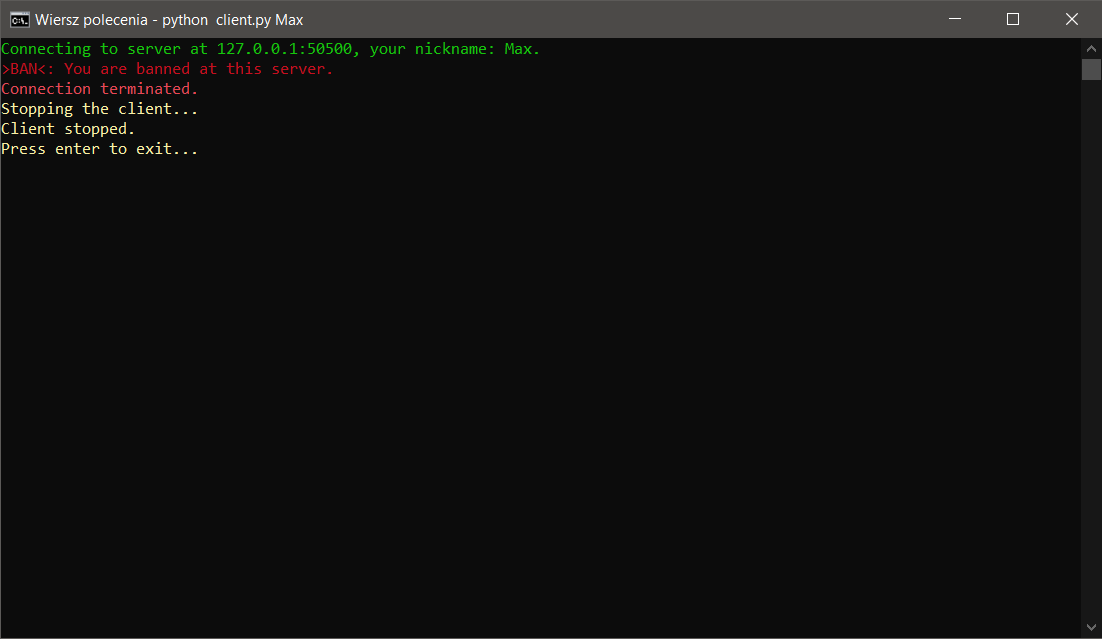 Wiersz polecenia - python  client.py Max
Connecting to server at 127.0.0.1:50500, your nickname: Max.
>BAN<: You are banned at this server.
Connection terminated.
Stopping the client...
Client stopped.
Press enter to exit...